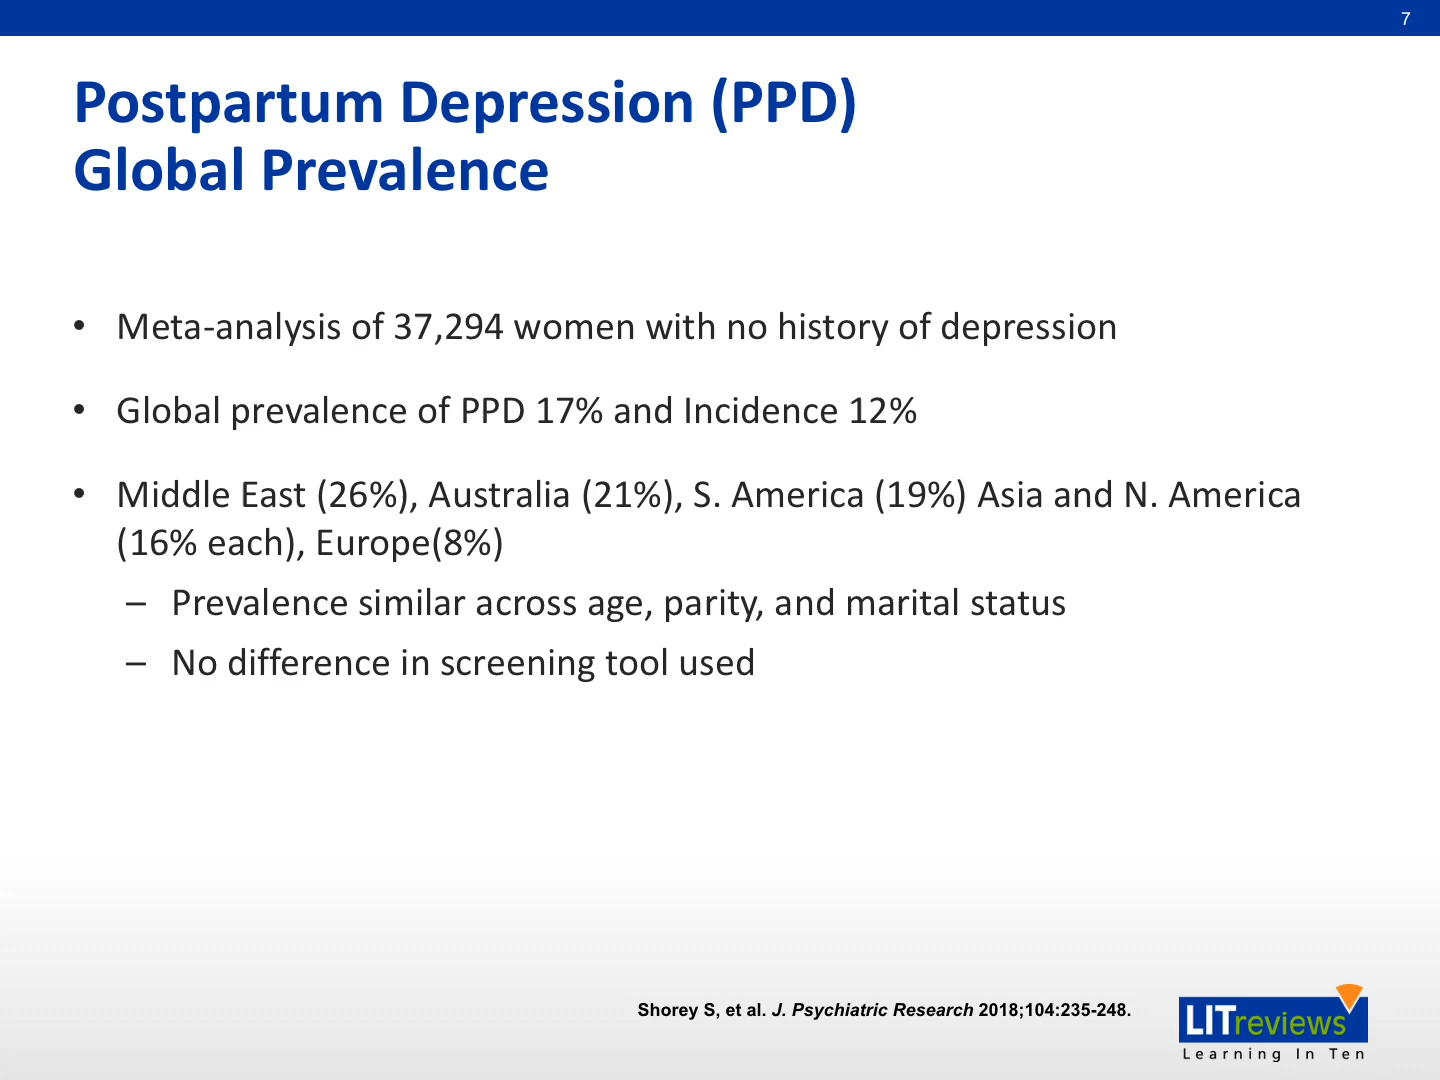 7
Postpartum Depression (PPD)
Global Prevalence
• Meta-analysis of 37,294 women with no history of depression
• Global prevalence of PPD 17% and Incidence 12%
• Middle East (26%), Australia (21%), S. America (19%) Asia and N. America
(16% each), Europe(8%)
– Prevalence similar across age, parity, and marital status
– No difference in screening tool used
Shorey S, et al. J. Psychiatric Research 2018;104:235-248.
LITreviews
Learning In Ten